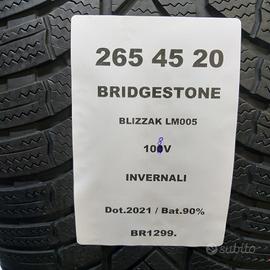 265 45 20
BRIDGESTONE
BLIZZAK LM005
108V
INVERNALI
Dot.2021 / Bat.90%
BR1299.
subito